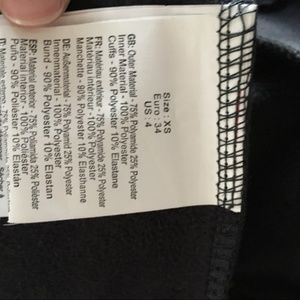 Size : XS
Euro : 34
US : 4
GB: Outer Material - 75% Polyamide 25% Polyester
Inner Material - 100% Polyester
Cuffs - 90% Polyester 10% Elastane
FR: Matériau extérieur - 75% Polyamide 25% Polyester
Matériau intérieur - 100% Polyester
Manchette - 90% Polyester 10% Elasthanne
DE: Außenmaterial - 75% Polyamid 25% Polyester
Innenmaterial - 100% Polyester
Bund - 90% Polyester 10% Elastan
ESP: Material exterior - 75% Poliamida 25% Poliéster
Material interior - 100% Poliéster
Puño - 90% Poliéster 10% Elastán